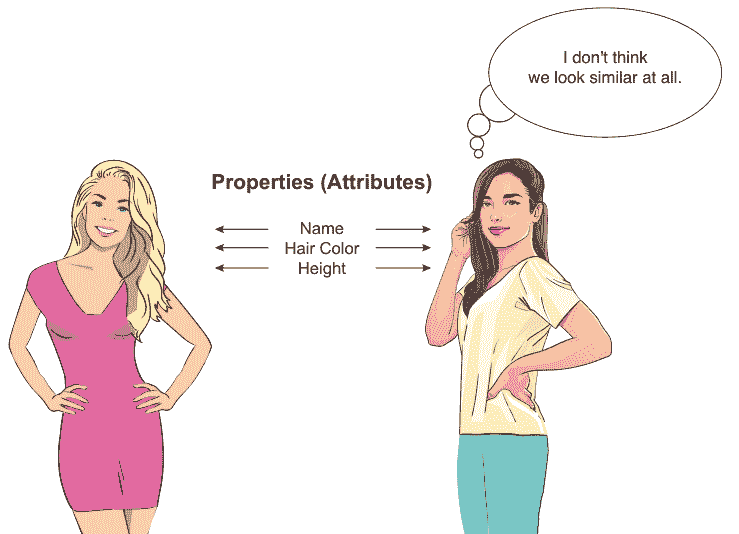 I don't think
we look similar at all.
Properties (Attributes)
Name
Hair Color
Height